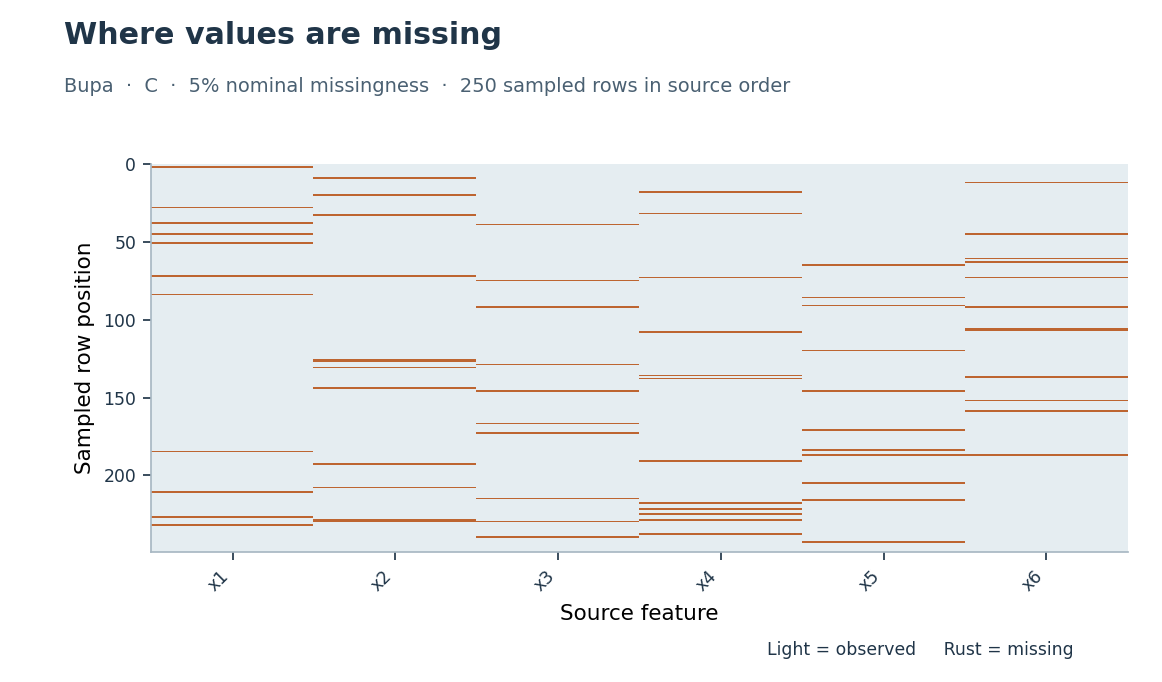 Where values are missing
Bupa · C · 5% nominal missingness · 250 sampled rows in source order
0
50
100
150
200
Sampled row position
x1
x2
x3
x4
x5
x6
Source feature
Light = observed Rust = missing